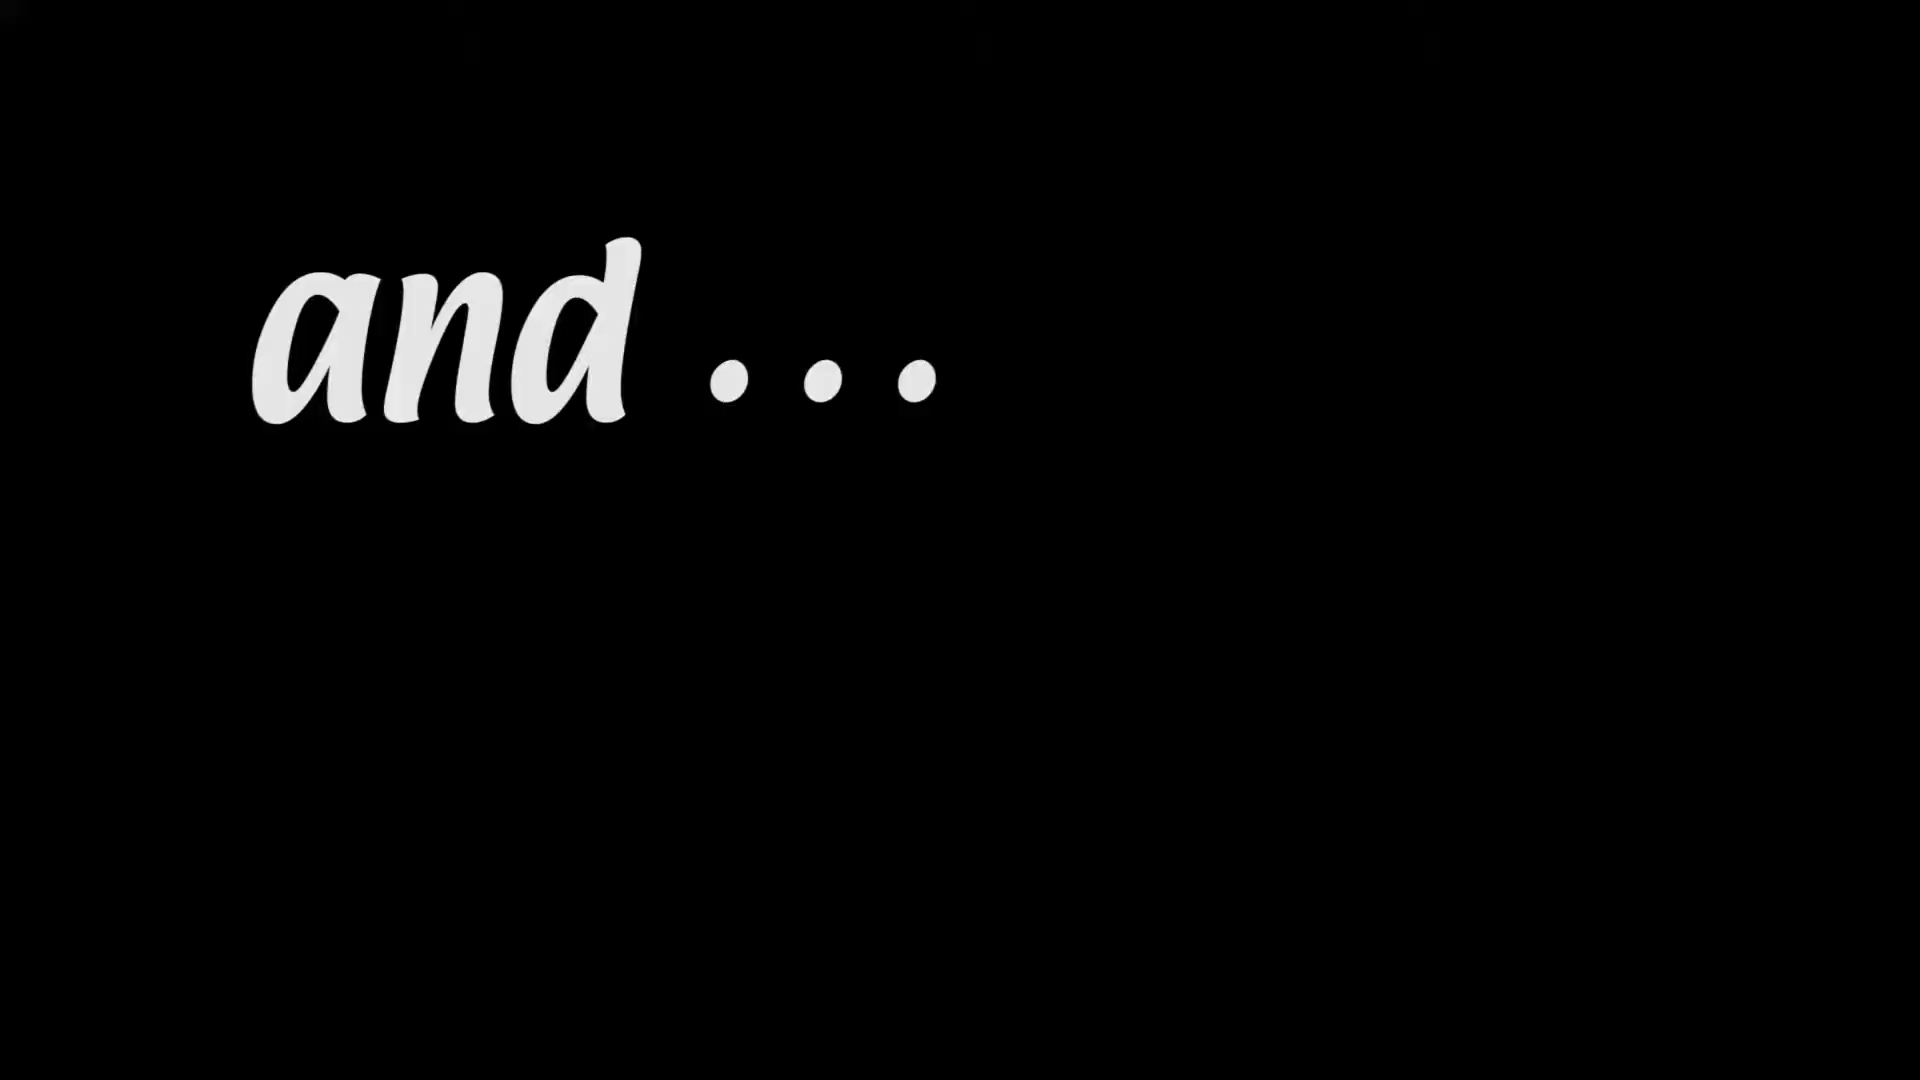 and . . .